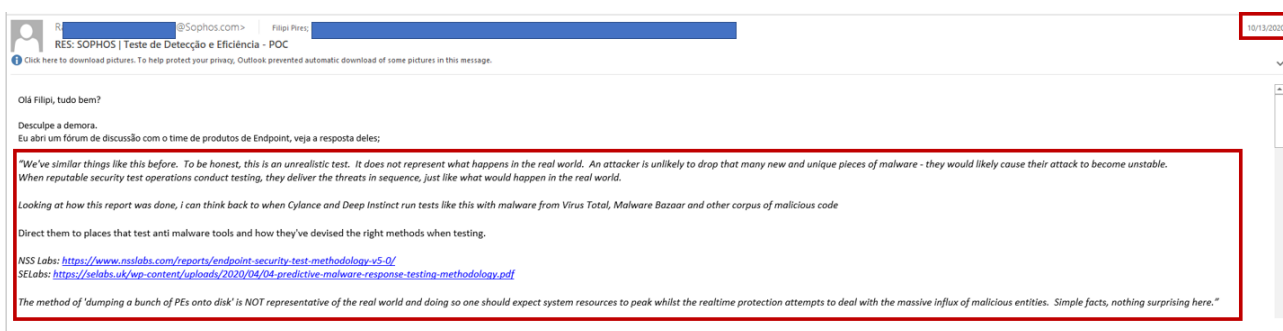 @Sophos.com> Filipi Pires;
10/13/2020
RES: SOPHOS | Teste de Detecção e Eficiência - POC
Click here to download pictures. To help protect your privacy, Outlook prevented automatic download of some pictures in this message.
Olá Filipi, tudo bem?
Desculpe a demora.
Eu abri um fórum de discussão com o time de produtos de Endpoint, veja a resposta deles;
"We've similar things like this before. To be honest, this is an unrealistic test. It does not represent what happens in the real world. An attacker is unlikely to drop that many new and unique pieces of malware - they would likely cause their attack to become unstable.
When reputable security test operations conduct testing, they deliver the threats in sequence, just like what would happen in the real world.
Looking at how this report was done, i can think back to when Cylance and Deep Instinct run tests like this with malware from Virus Total, Malware Bazaar and other corpus of malicious code
Direct them to places that test anti malware tools and how they've devised the right methods when testing.
NSS Labs: https://www.nsslabs.com/reports/endpoint-security-test-methodology-v5-0/
SELabs: https://selabs.uk/wp-content/uploads/2020/04/04-predictive-malware-response-testing-methodology.pdf
The method of 'dumping a bunch of PEs onto disk' is NOT representative of the real world and doing so one should expect system resources to peak whilst the realtime protection attempts to deal with the massive influx of malicious entities. Simple facts, nothing surprising here."